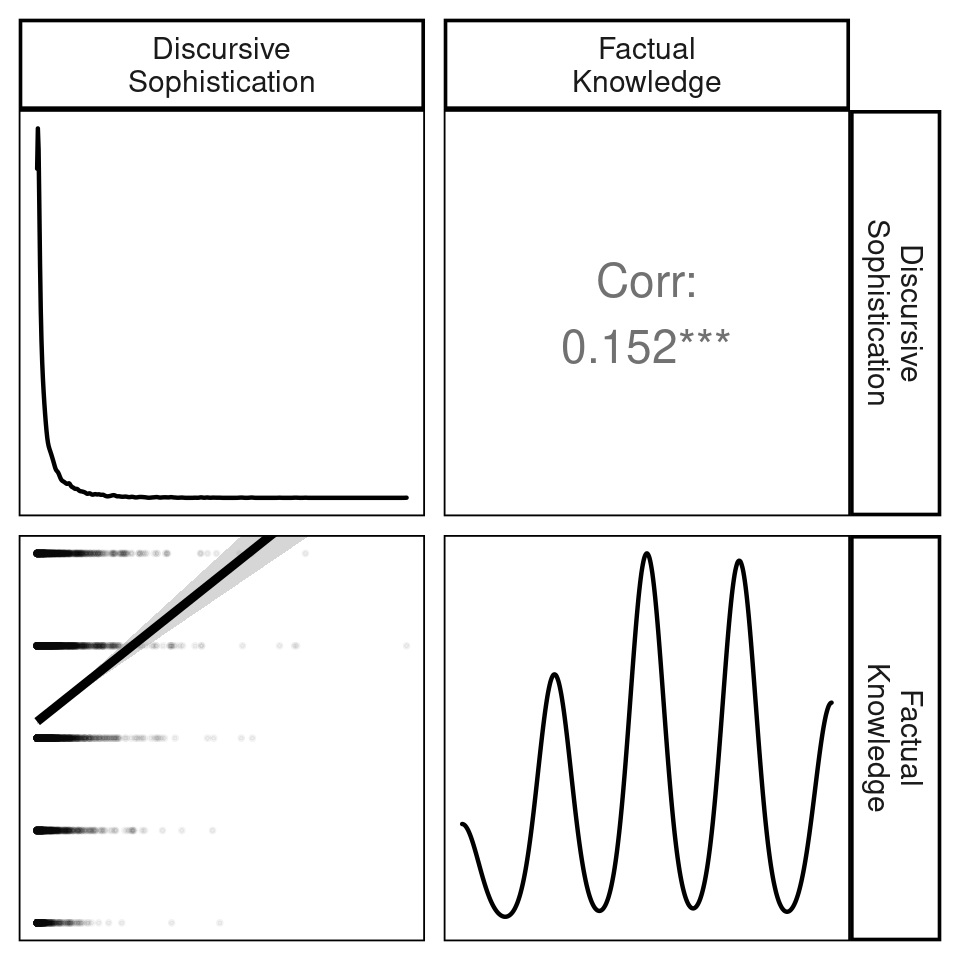 Discursive
Sophistication
Factual
Knowledge
Corr:
0.152***
Discursive
Sophistication
Factual
Knowledge